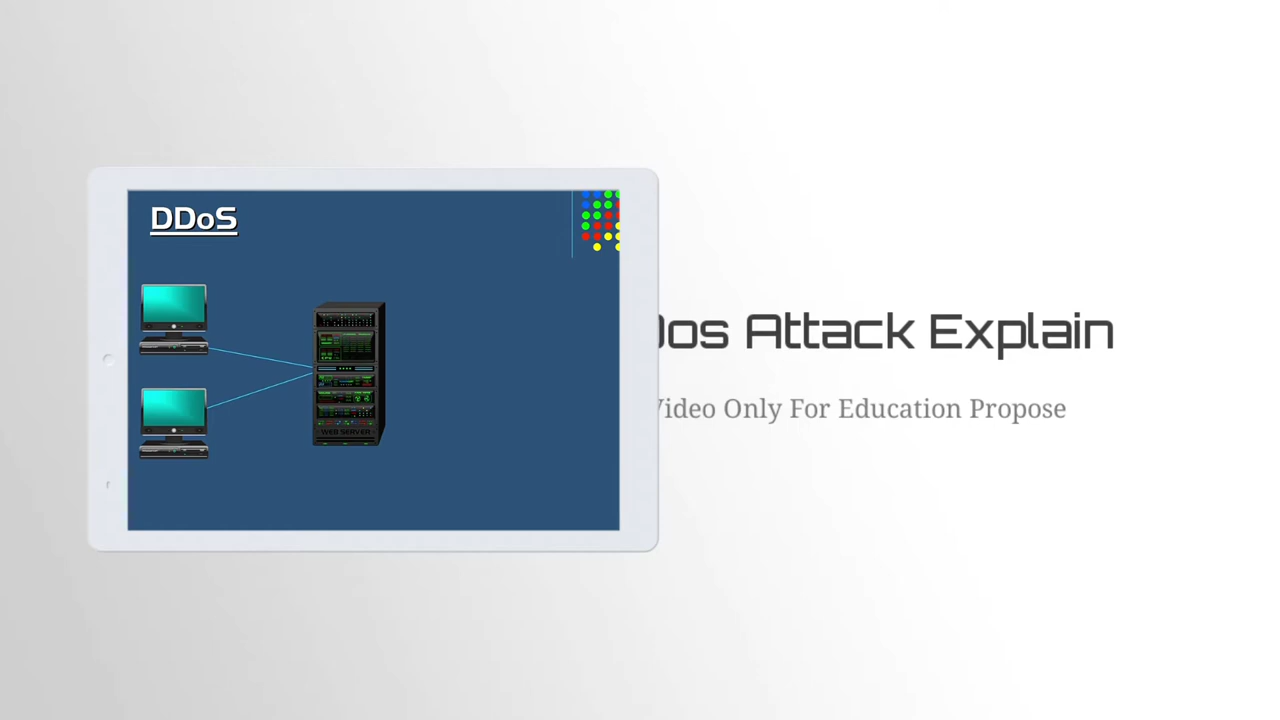 DDoS
WEB SERVER
Dos Attack Explain
Video Only For Education Propose